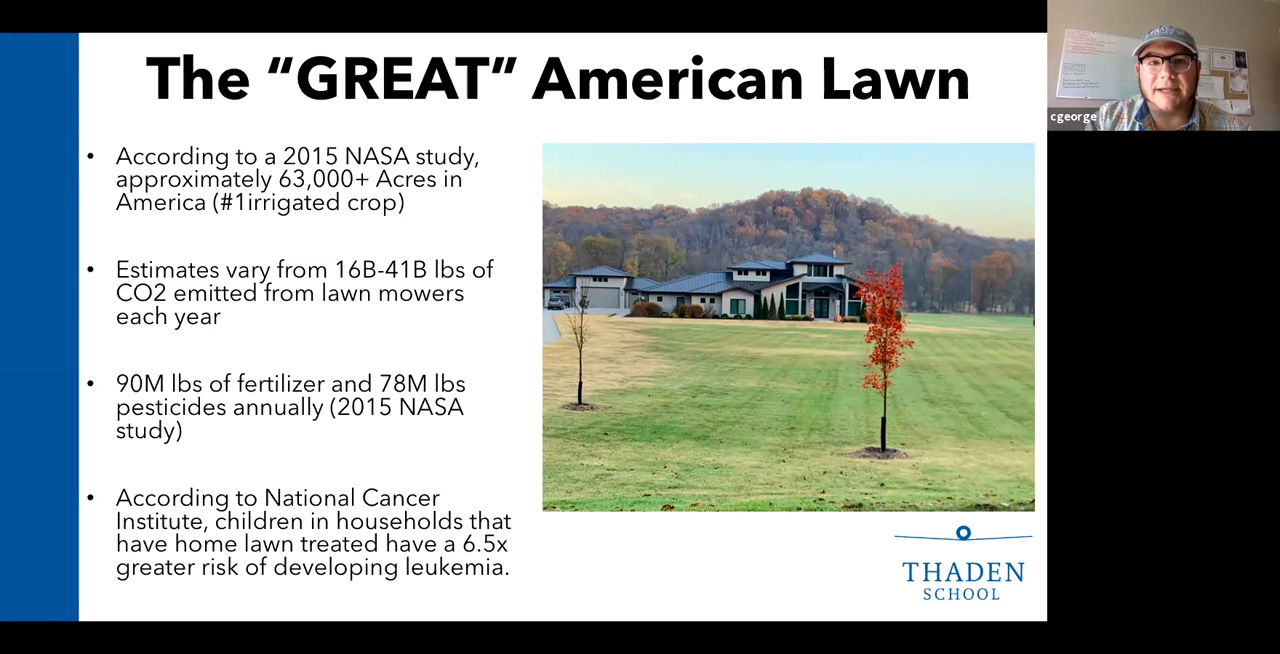 The “GREAT” American Lawn
• According to a 2015 NASA study,
approximately 63,000+ Acres in
America (#1irrigated crop)
• Estimates vary from 16B-41B lbs of
CO2 emitted from lawn mowers
each year
• 90M lbs of fertilizer and 78M lbs
pesticides annually (2015 NASA
study)
• According to National Cancer
Institute, children in households that
have home lawn treated have a 6.5x
greater risk of developing leukemia.
THADEN
SCHOOL
cgeorge